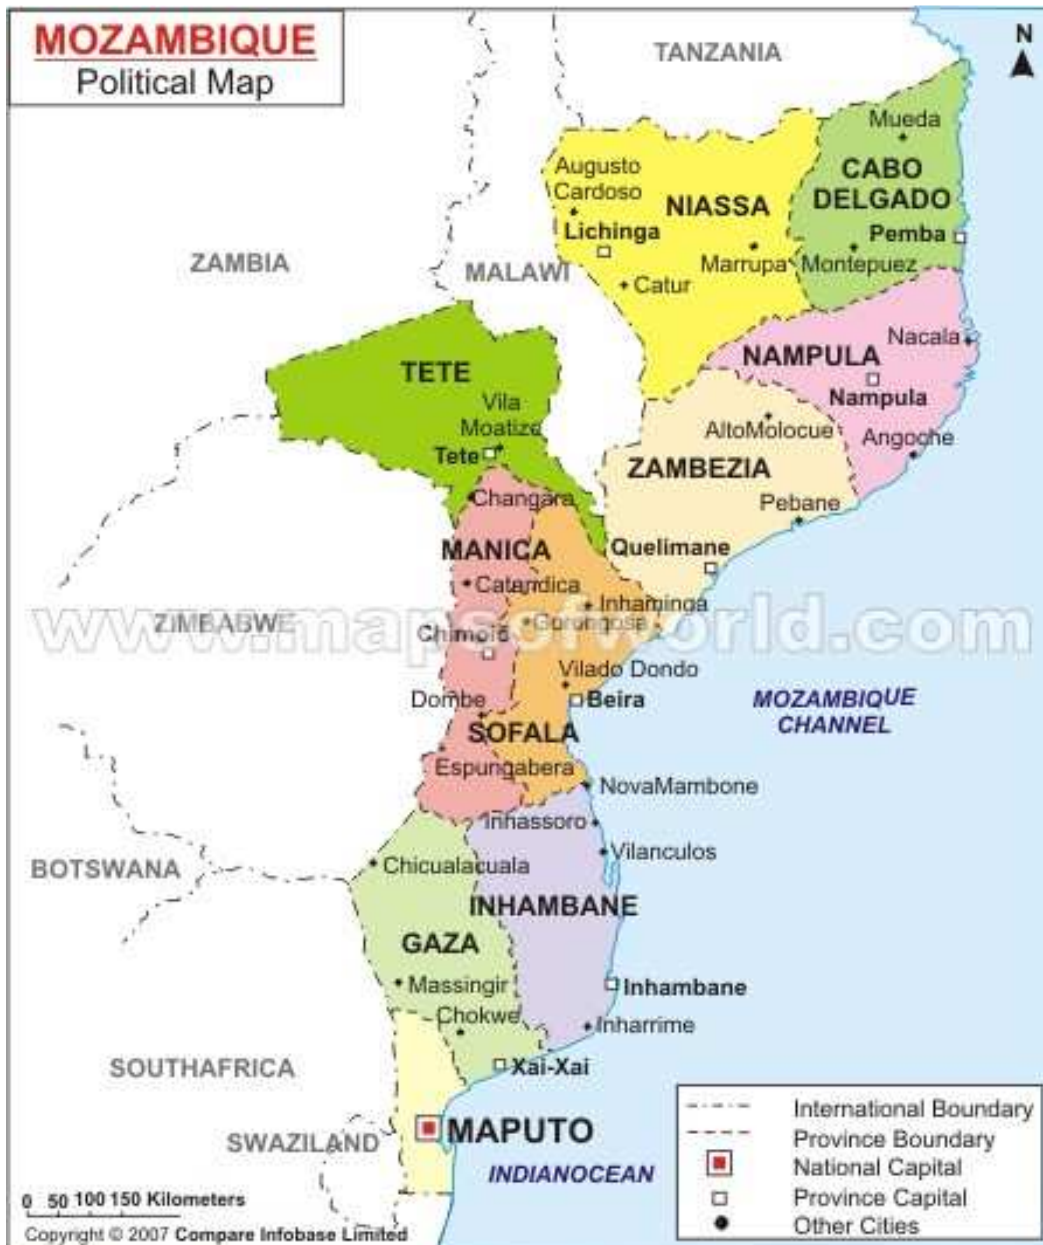 MOZAMBIQUE
Political Map
N
TANZANIA
Mueda
Augusto
Cardoso
CABO
DELGADO
NIASSA
Lichinga
Pemba
ZAMBIA
MALAWI
Marrupa
Montepuez
Catur
Nacala
NAMPULA
TETE
Nampula
Vila
Moatize
AltoMolocue
Angoche
Tete
ZAMBEZIA
Changara
Pebane
MANICA
Quelimane
Catandica
Inhaminga
www.mapsofworld.com
ZIMBABWE
Gorongosa
Chimoio
Vilado Dondo
Dombe
Beira
MOZAMBIQUE
CHANNEL
SOFALA
Espungabera
NovaMambone
Inhassoro
Vilanculos
BOTSWANA
Chicualacuala
INHAMBANE
GAZA
Massingir
Inhambane
Chokwe
Inharrime
SOUTHAFRICA
Xai-Xai
MAPUTO
SWAZILAND
INDIANOCEAN
International Boundary
Province Boundary
National Capital
Province Capital
Other Cities
0 50 100 150 Kilometers
Copyright © 2007 Compare Infobase Limited